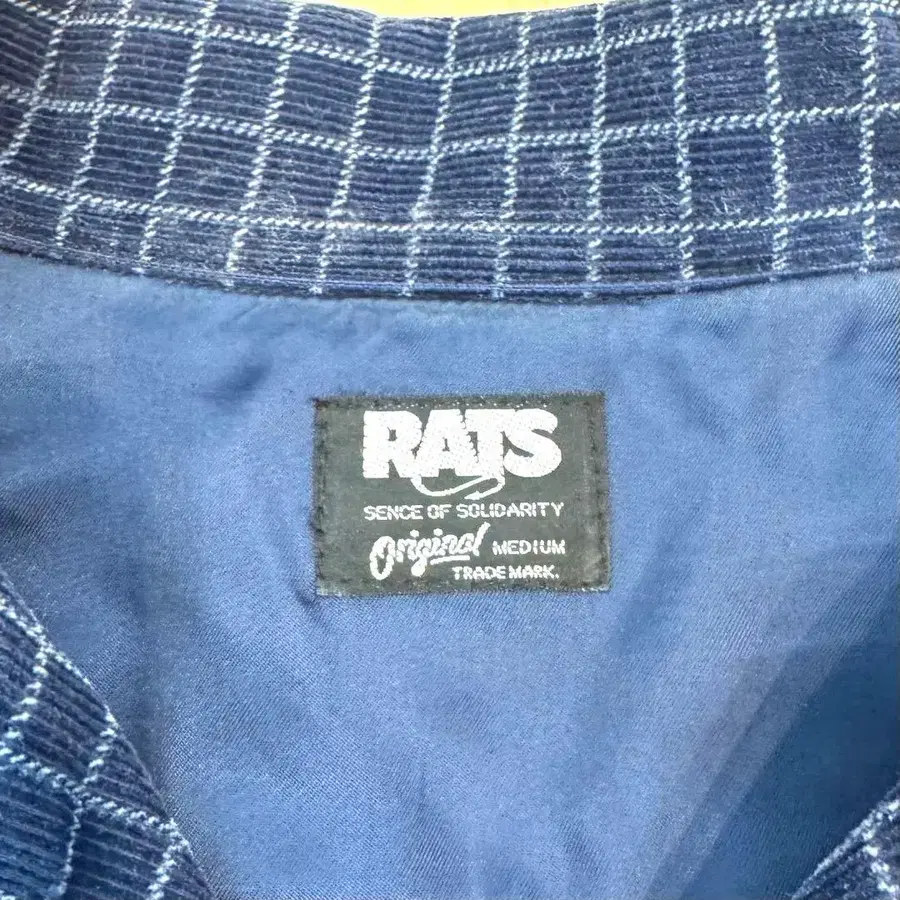 RATS
SENCE OF SOLIDARITY
Original MEDIUM
TRADE MARK.